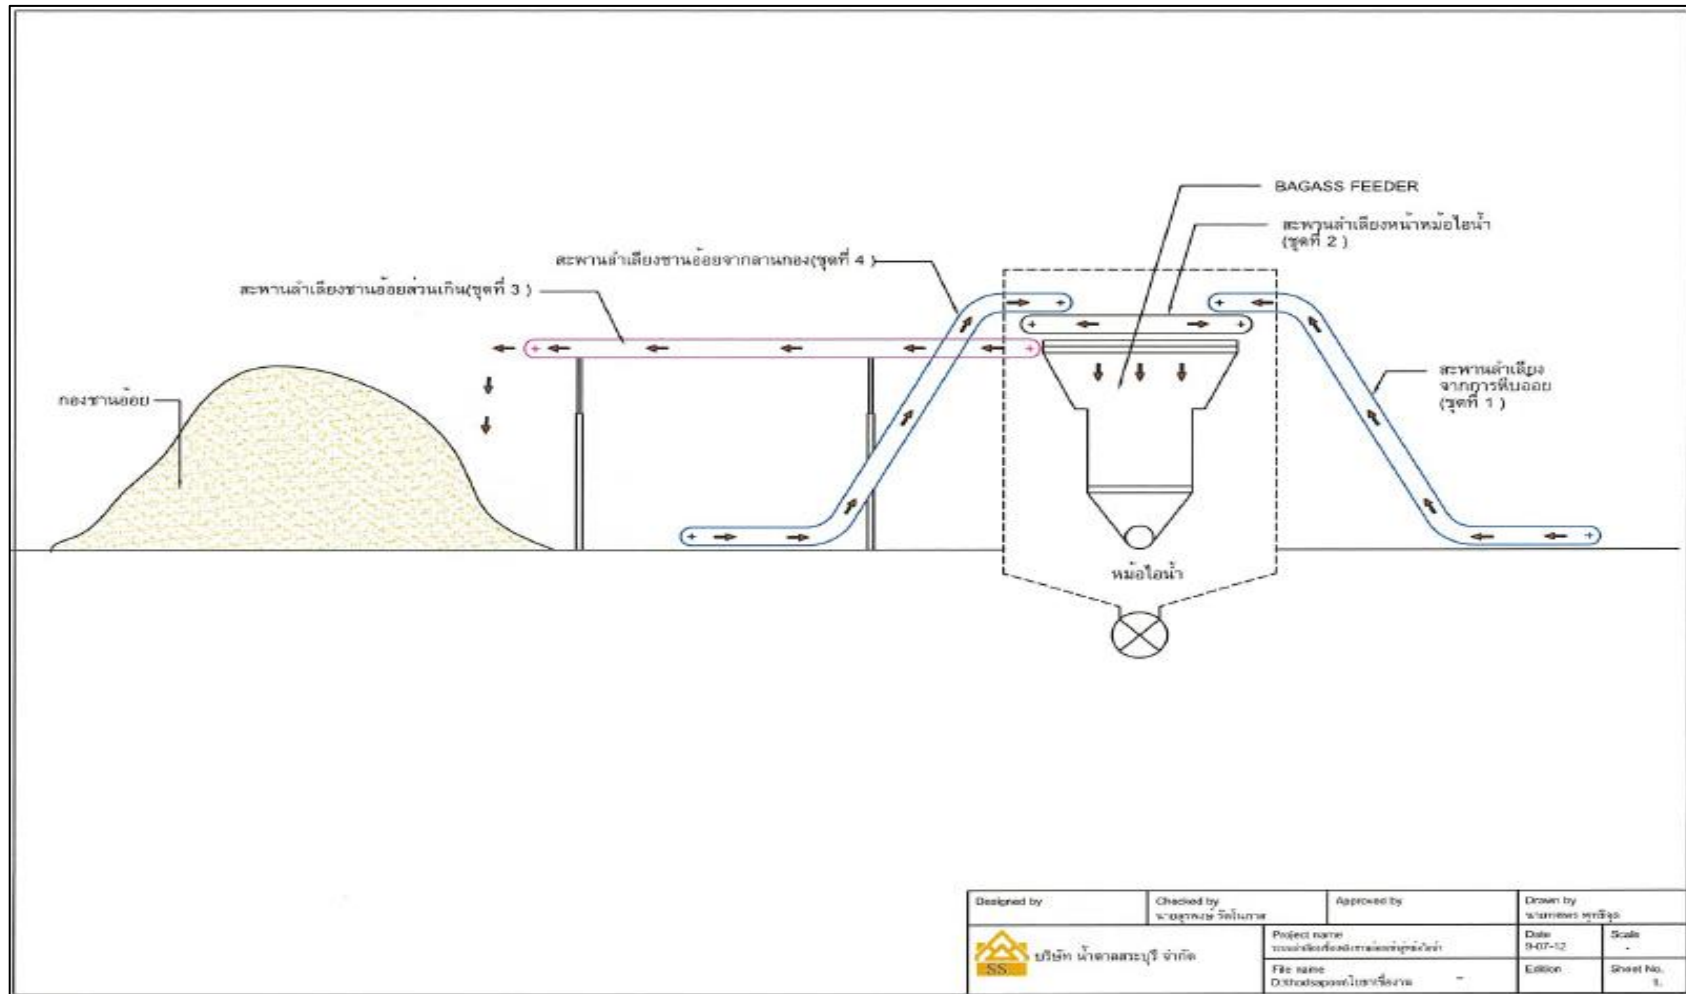 BAGASS FEEDER
สะพานลำเลียงหน้าหม้อไอน้ำ
(ชุดที่ 2 )
สะพานลำเลียงชานอ้อยจากลานกอง(ชุดที่ 4 )
สะพานลำเลียงชานอ้อยส่วนเกิน(ชุดที่ 3 )
สะพานลำเลียง
จากการหีบออย
(ชุดที่ 1 )
กองชานอ้อย
หม้อไอน้ำ
Designed by
Checked by
Approved by
Drawn by
SS
บริษัท น้ำตาลสระบุรี จำกัด
Project name
Date
9-07-12
Scale
-
File name
Edition
Sheet No.
1.